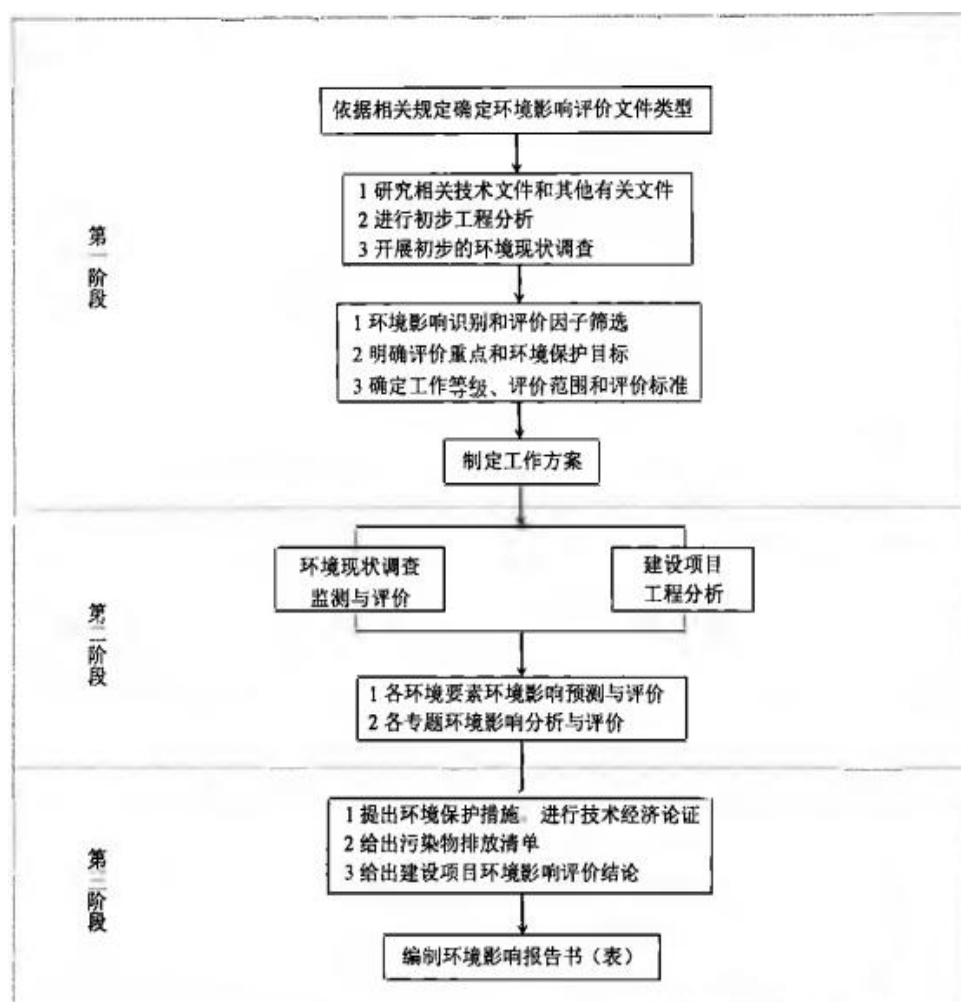 依据相关规定确定环境影响评价文件类型
1 研究相关技术文件和其他有关文件
2 进行初步工程分析
3 开展初步的环境现状调查
第一阶段
1 环境影响识别和评价因子筛选
2 明确评价重点和环境保护目标
3 确定工作等级、评价范围和评价标准
制定工作方案
环境现状调查
监测与评价
建设项目
工程分析
第二阶段
1 各环境要素环境影响预测与评价
2 各专题环境影响分析与评价
1 提出环境保护措施。进行技术经济论证
2 给出污染物排放清单
3 给出建设项目环境影响评价结论
第三阶段
编制环境影响报告书（表）